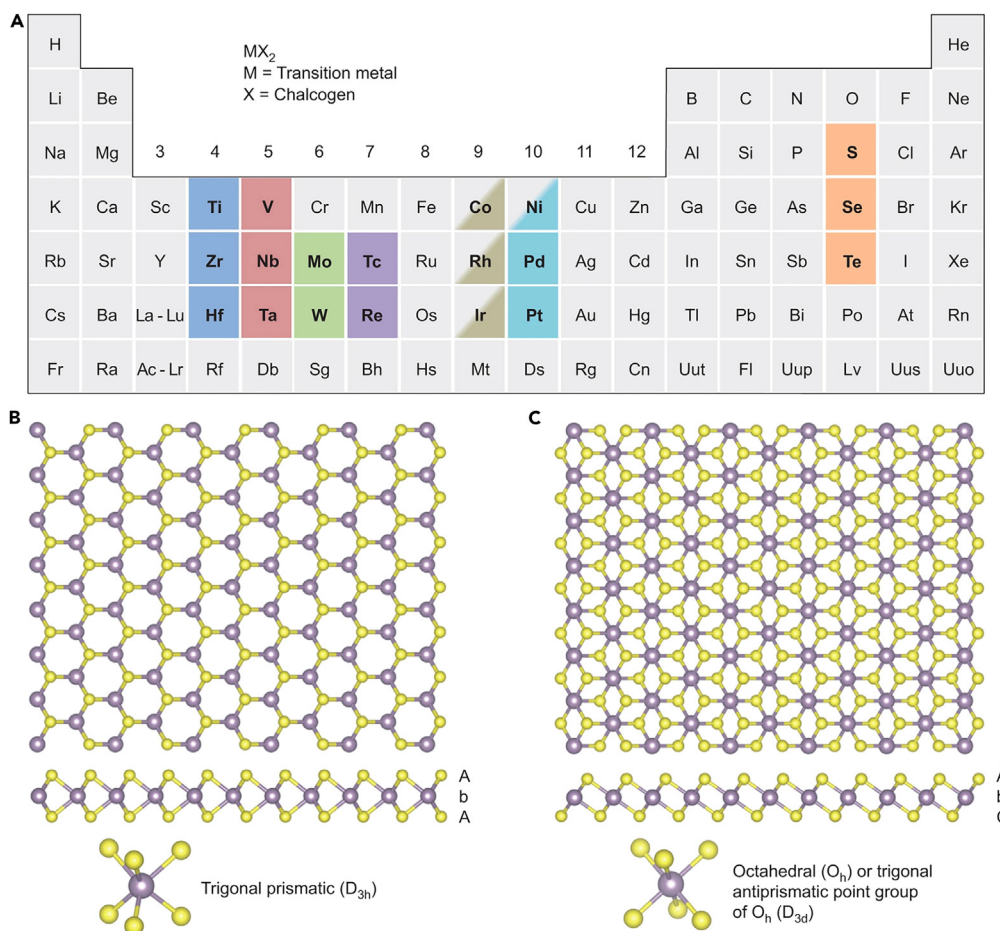 A
H He
MX2
M = Transition metal
X = Chalcogen
Li Be B C N O F Ne
Na Mg 3 4 5 6 7 8 9 10 11 12 Al Si P S Cl Ar
K Ca Sc Ti V Cr Mn Fe Co Ni Cu Zn Ga Ge As Se Br Kr
Rb Sr Y Zr Nb Mo Tc Ru Rh Pd Ag Cd In Sn Sb Te I Xe
Cs Ba La - Lu Hf Ta W Re Os Ir Pt Au Hg Tl Pb Bi Po At Rn
Fr Ra Ac - Lr Rf Db Sg Bh Hs Mt Ds Rg Cn Uut Fl Uup Lv Uus Uuo
B
A
b
A
Trigonal prismatic (D3h)
C
A
b
Octahedral (Oh) or trigonal
antiprismatic point group
of Oh (D3d)